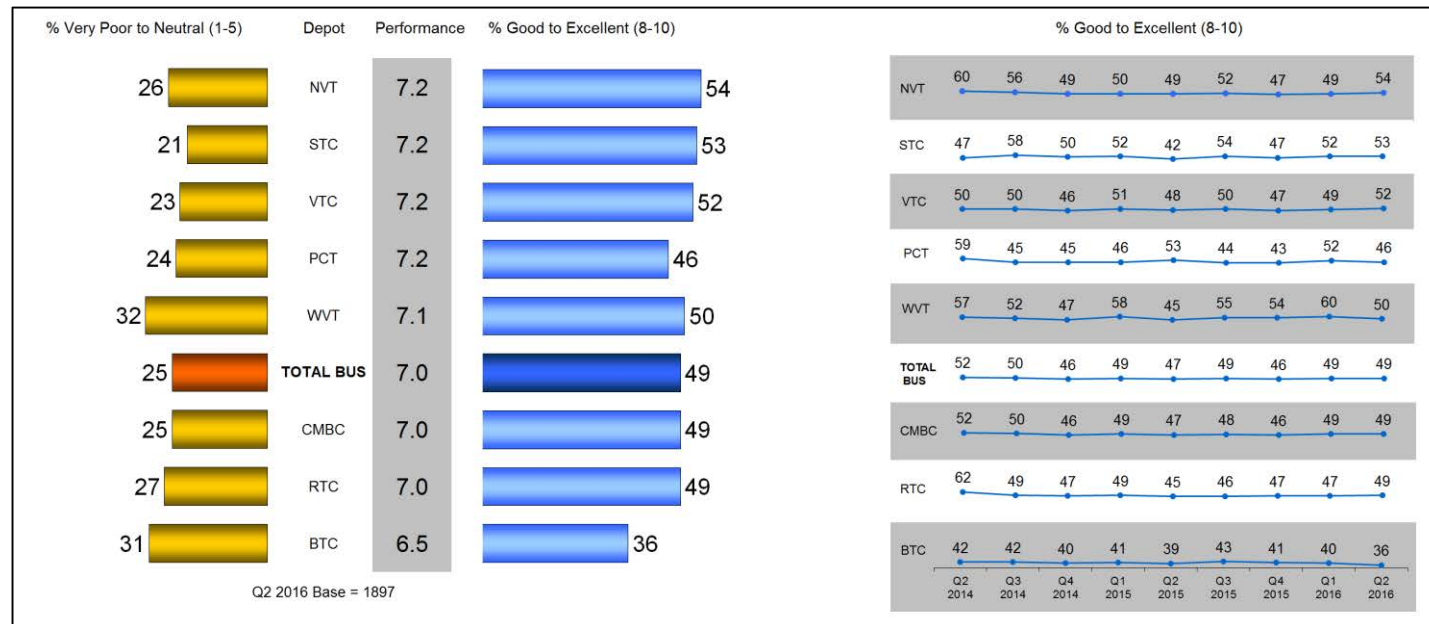 % Very Poor to Neutral (1-5) Depot Performance % Good to Excellent (8-10)
26 NVT 7.2 54
21 STC 7.2 53
23 VTC 7.2 52
24 PCT 7.2 46
32 WVT 7.1 50
25 TOTAL BUS 7.0 49
25 CMBC 7.0 49
27 RTC 7.0 49
31 BTC 6.5 36
Q2 2016 Base = 1897
% Good to Excellent (8-10)
NVT 60 56 49 50 49 52 47 49 54
STC 47 58 50 52 42 54 47 52 53
VTC 50 50 46 51 48 50 47 49 52
PCT 59 45 45 46 53 44 43 52 46
WVT 57 52 47 58 45 55 54 60 50
TOTAL
BUS 52 50 46 49 47 49 46 49 49
CMBC 52 50 46 49 47 48 46 49 49
RTC 62 49 47 49 45 46 47 47 49
BTC 42 42 40 41 39 43 41 40 36
Q2 Q3 Q4 Q1 Q2 Q3 Q4 Q1 Q2
2014 2014 2014 2015 2015 2015 2015 2016 2016